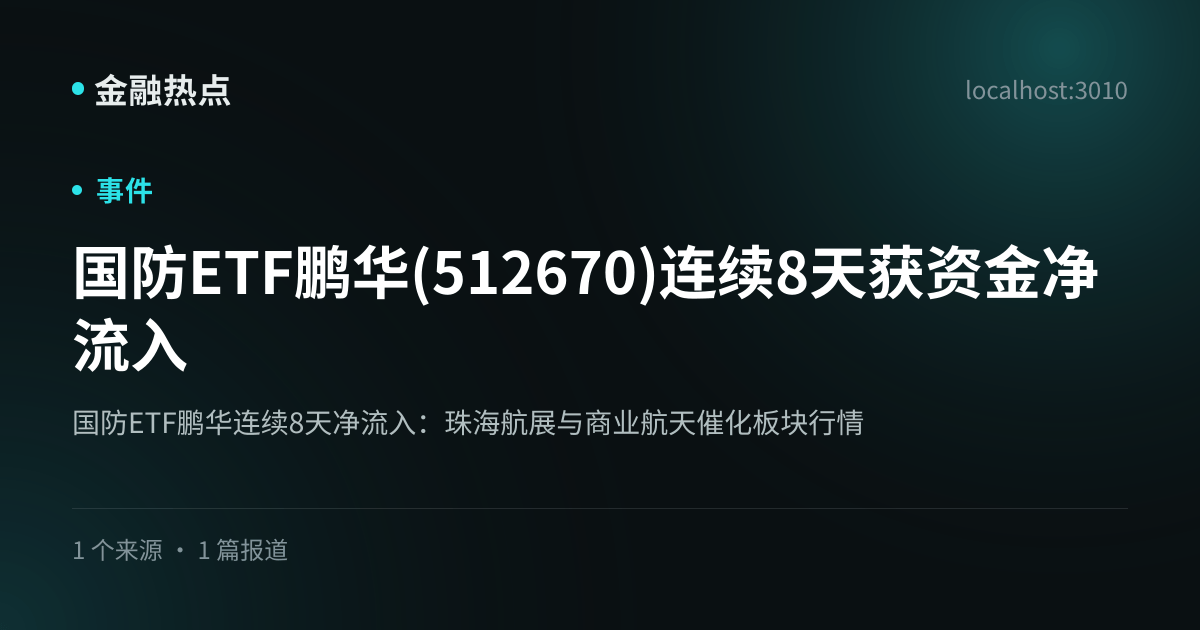 金融热点
localhost:3010
事件
国防ETF鹏华(512670)连续8天获资金净
流入
国防ETF鹏华连续8天净流入：珠海航展与商业航天催化板块行情
1 个来源 · 1 篇报道